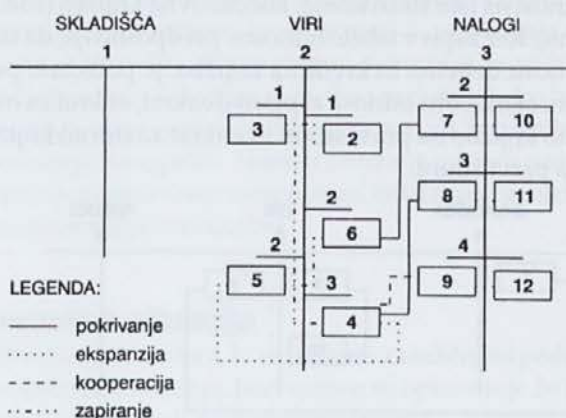 SKLADIŠČA VIRI NALOGI
1 2 3
1 1 2
3 2 7 10
2 3
6 8 11
2 3 4
5 4 9 12
LEGENDA:
pokrivanje
ekspanzija
kooperacija
zapiranje